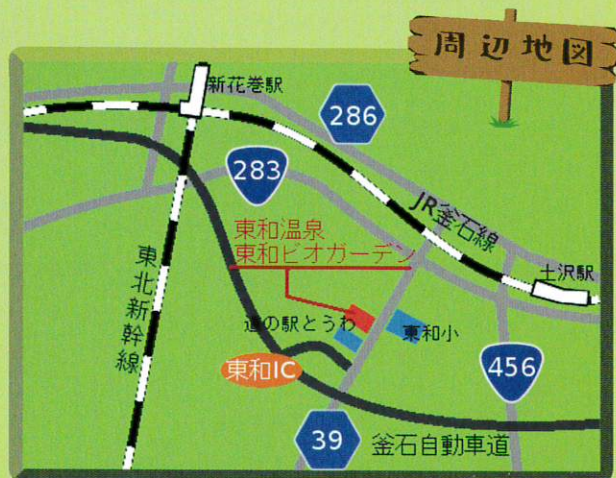 周辺地図
新花巻駅
286
283
JR釜石線
東和温泉
東和ビオガーデン
土沢駅
東北新幹線
道の駅とうわ
東和小
東和IC
456
39
釜石自動車道